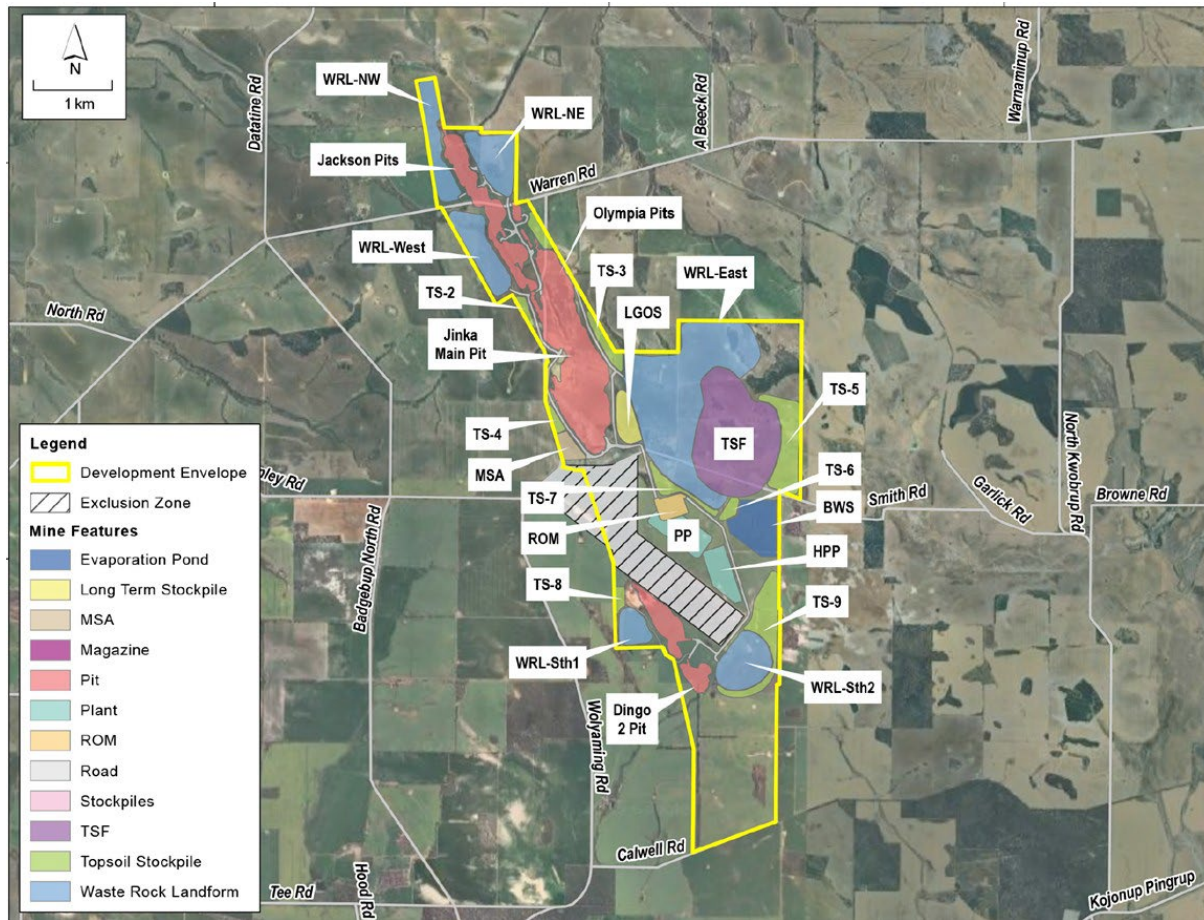 N
1 km
WRL-NW
WRL-NE
Jackson Pits
Datatine Rd
A Beeck Rd
Warnaminup Rd
Warren Rd
Olympia Pits
WRL-West
TS-3
WRL-East
TS-2
LGOS
North Rd
Jinka
Main Pit
TS-5
TS-4
TSF
MSA
TS-6
North Kwobrup Rd
TS-7
Smith Rd
BWS
Garlick Rd
Browne Rd
ROM
PP
HPP
Badgebup North Rd
TS-8
TS-9
WRL-Sth1
WRL-Sth2
Dingo
2 Pit
Wolyaming Rd
Calwell Rd
Tee Rd
Hood Rd
Kojonup Pingrup
Legend
Development Envelope
Exclusion Zone
Mine Features
Evaporation Pond
Long Term Stockpile
MSA
Magazine
Pit
Plant
ROM
Road
Stockpiles
TSF
Topsoil Stockpile
Waste Rock Landform